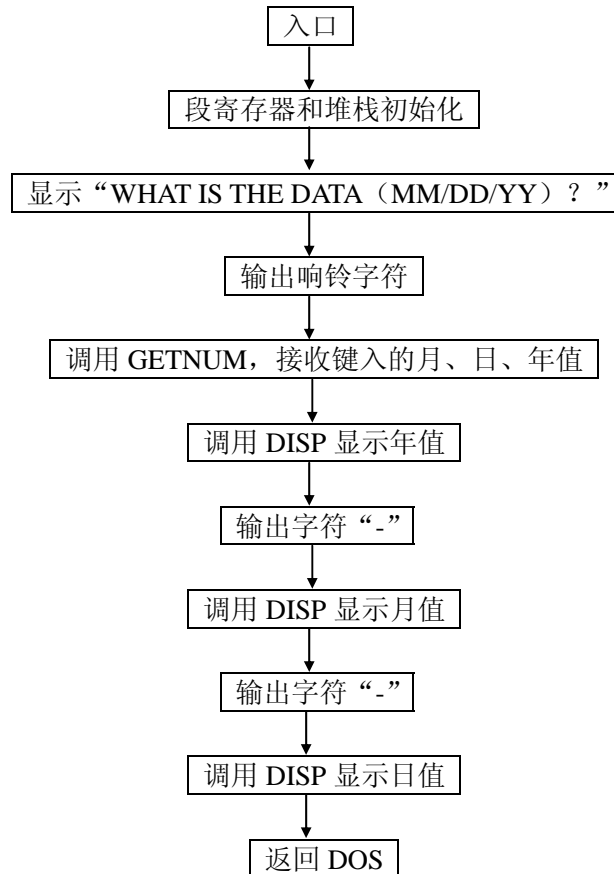 入口
段寄存器和堆栈初始化
显示“WHAT IS THE DATA（MM/DD/YY）？”
输出响铃字符
调用 GETNUM，接收键入的月、日、年值
调用 DISP 显示年值
输出字符“-”
调用 DISP 显示月值
输出字符“-”
调用 DISP 显示日值
返回 DOS